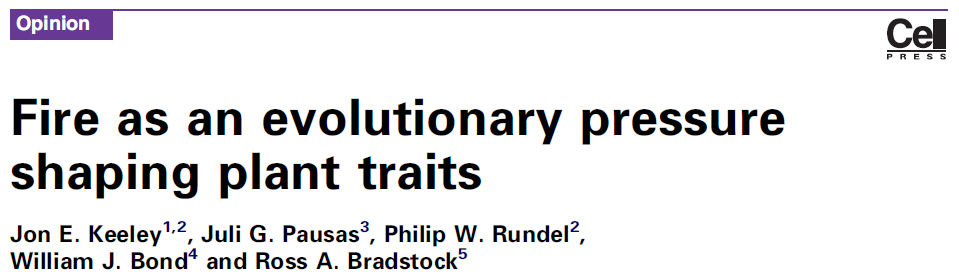 Opinion
Cell
PRESS
Fire as an evolutionary pressure
shaping plant traits
Jon E. Keeley1,2, Juli G. Pausas3, Philip W. Rundel2,
William J. Bond4 and Ross A. Bradstock5